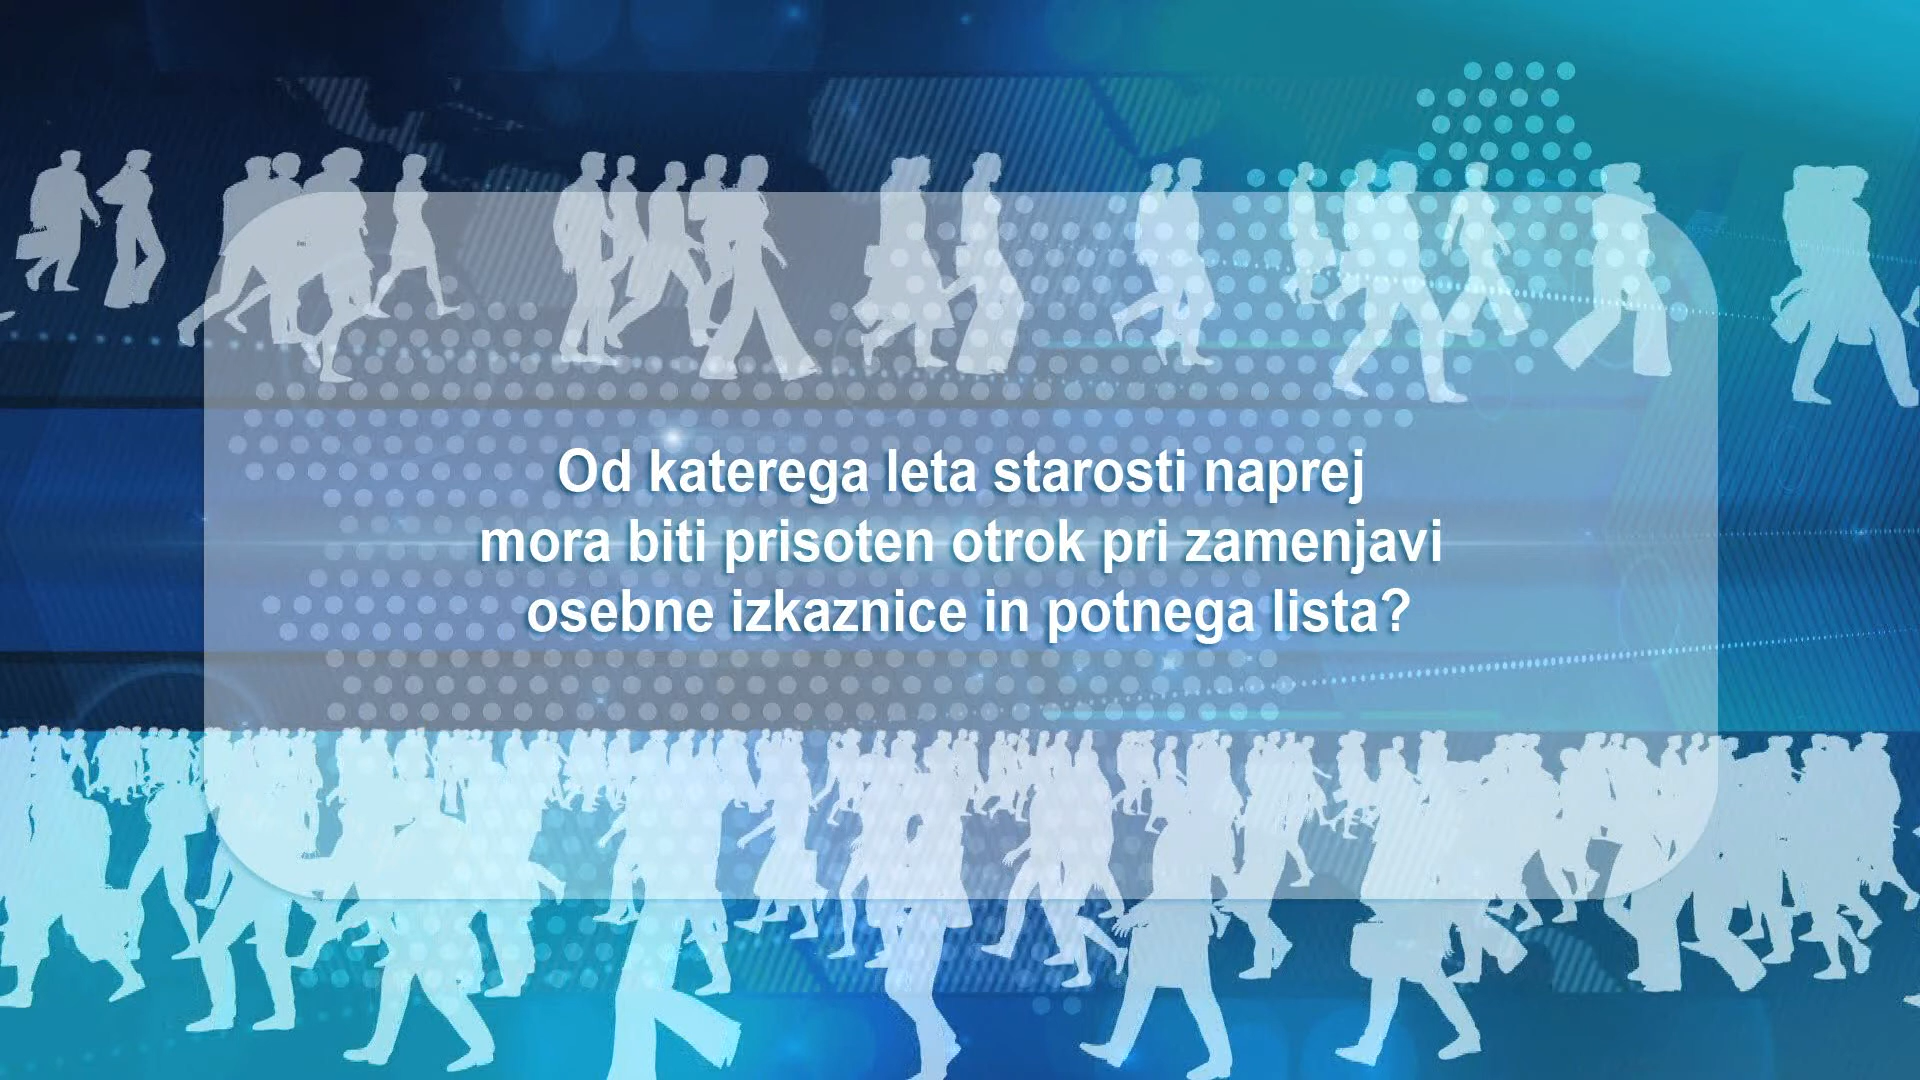 Od katerega leta starosti naprej
mora biti prisoten otrok pri zamenjavi
osebne izkaznice in potnega lista?